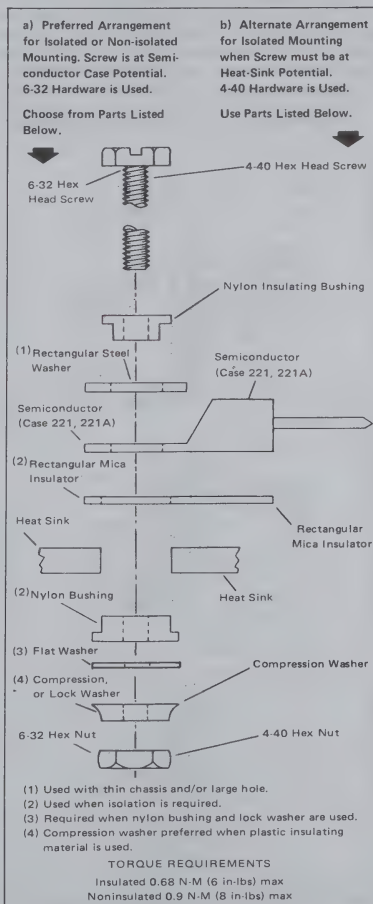 a) Preferred Arrangement
for Isolated or Non-isolated
Mounting. Screw is at Semi-
conductor Case Potential.
6-32 Hardware is Used.
Choose from Parts Listed
Below.
b) Alternate Arrangement
for Isolated Mounting
when Screw must be at
Heat-Sink Potential.
4-40 Hardware is Used.
Use Parts Listed Below.
6-32 Hex
Head Screw
4-40 Hex Head Screw
Nylon Insulating Bushing
(1) Rectangular Steel
Washer
Semiconductor
(Case 221, 221A)
Semiconductor
(Case 221, 221A)
(2) Rectangular Mica
Insulator
Rectangular
Mica Insulator
Heat Sink
Heat Sink
(2) Nylon Bushing
(3) Flat Washer
(4) Compression,
or Lock Washer
Compression Washer
6-32 Hex Nut
4-40 Hex Nut
(1) Used with thin chassis and/or large hole.
(2) Used when isolation is required.
(3) Required when nylon bushing and lock washer are used.
(4) Compression washer preferred when plastic insulating
material is used.
TORQUE REQUIREMENTS
Insulated 0.68 N-M (6 in-lbs) max
Noninsulated 0.9 N-M (8 in-lbs) max